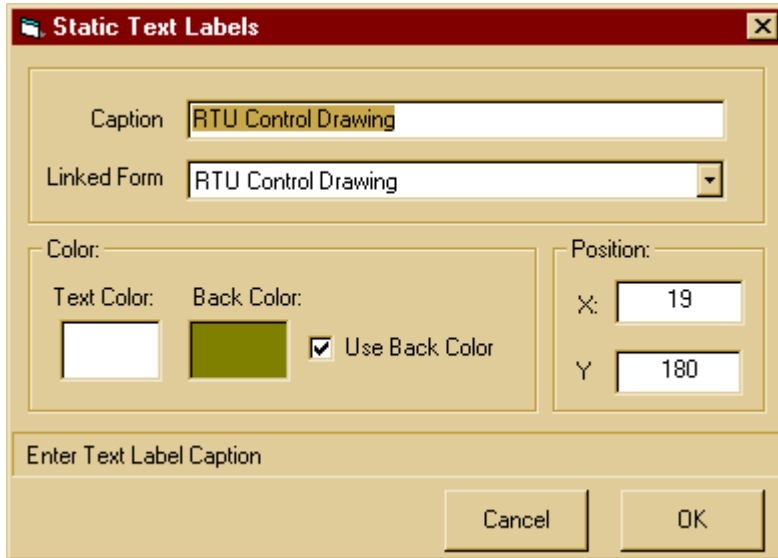 Static Text Labels
Caption RTU Control Drawing
Linked Form RTU Control Drawing
Color:
Text Color: Back Color:
Use Back Color
Position:
X: 19
Y 180
Enter Text Label Caption
Cancel OK